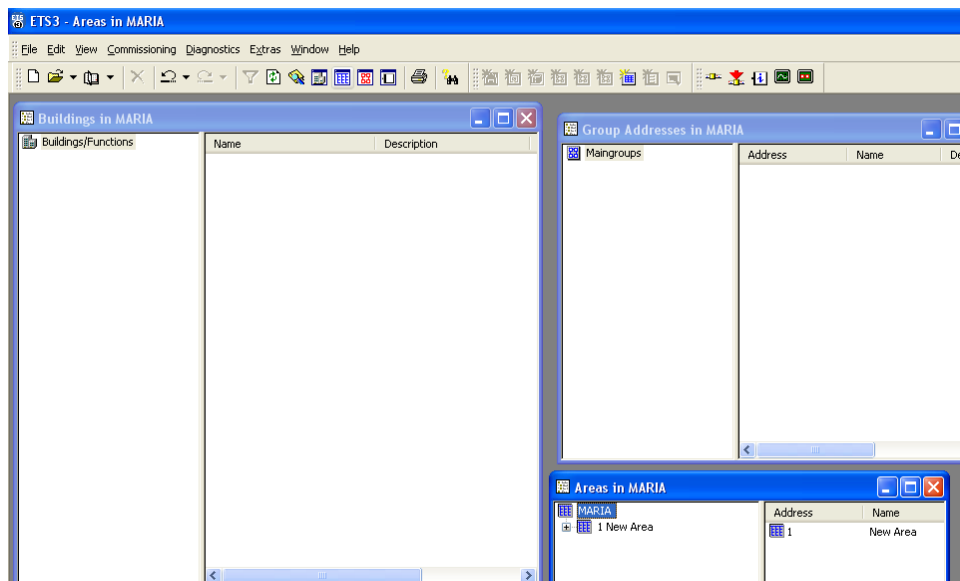 ETS3 - Areas in MARIA
File Edit View Commissioning Diagnostics Extras Window Help
Buildings in MARIA
Buildings/Functions
Name Description
Group Addresses in MARIA
Maingroups
Address Name De
Areas in MARIA
MARIA
1 New Area
Address Name
1 New Area